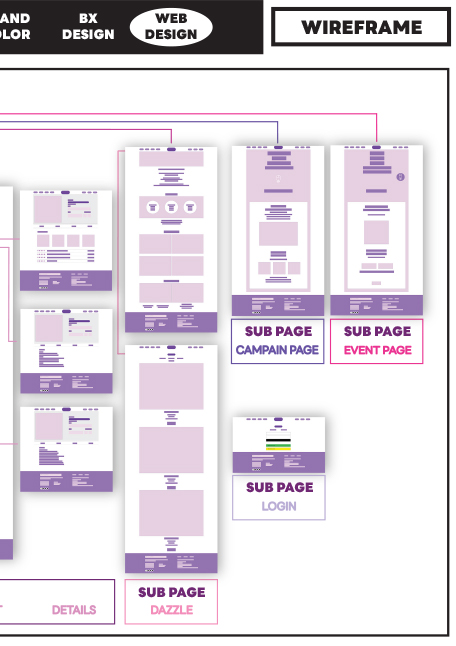 AND
BX
WEB
OLOR
DESIGN
DESIGN
WIREFRAME
SUB PAGE
CAMPAIN PAGE
SUB PAGE
EVENT PAGE
SUB PAGE
LOGIN
DETAILS
SUB PAGE
DAZZLE